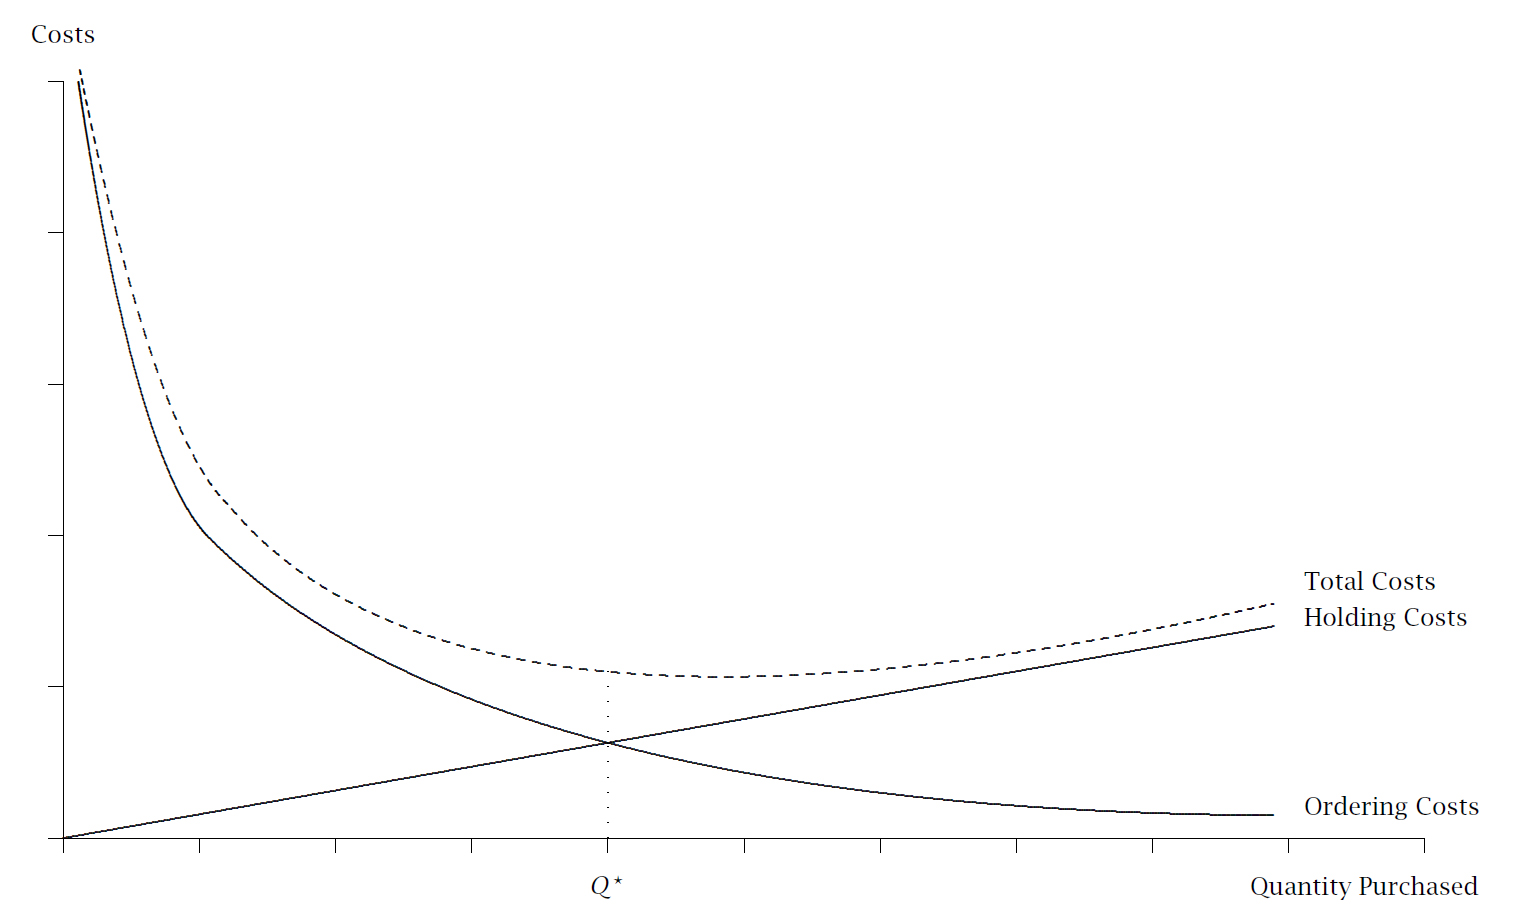 Costs
Total Costs
Holding Costs
Ordering Costs
Q⋆
Quantity Purchased